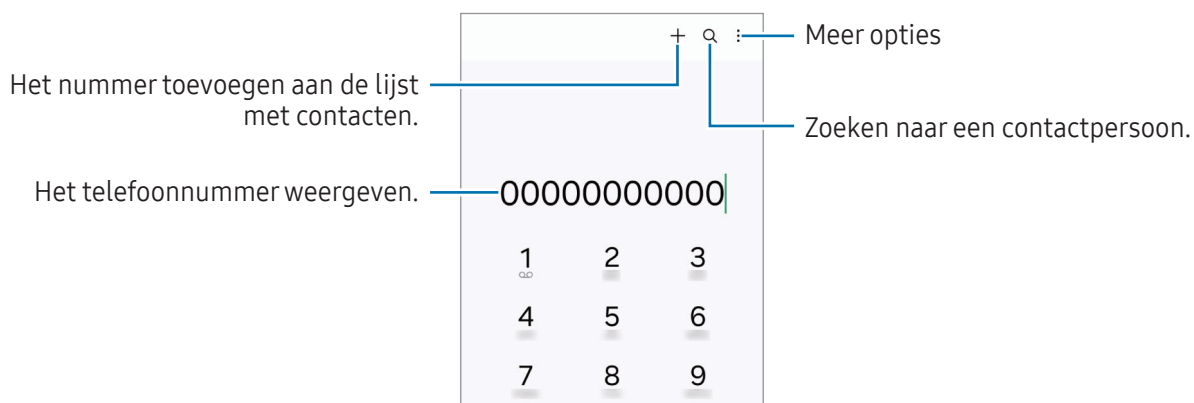 Meer opties
Het nummer toevoegen aan de lijst
met contacten.
Zoeken naar een contactpersoon.
Het telefoonnummer weergeven.
00000000000
1 2 3
4 5 6
7 8 9